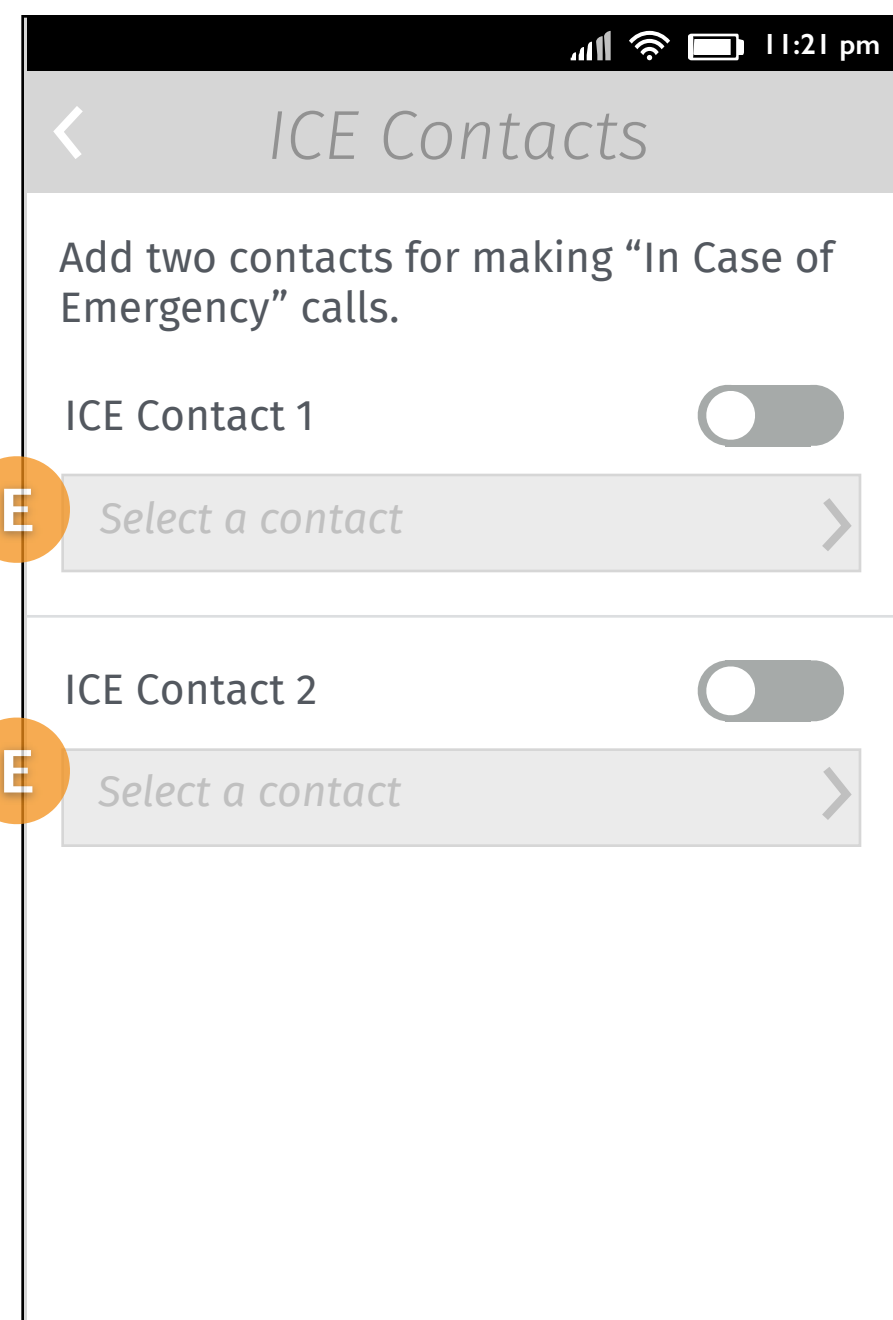 11:21 pm
ICE Contacts
Add two contacts for making “In Case of
Emergency” calls.
ICE Contact 1
E
Select a contact
ICE Contact 2
E
Select a contact